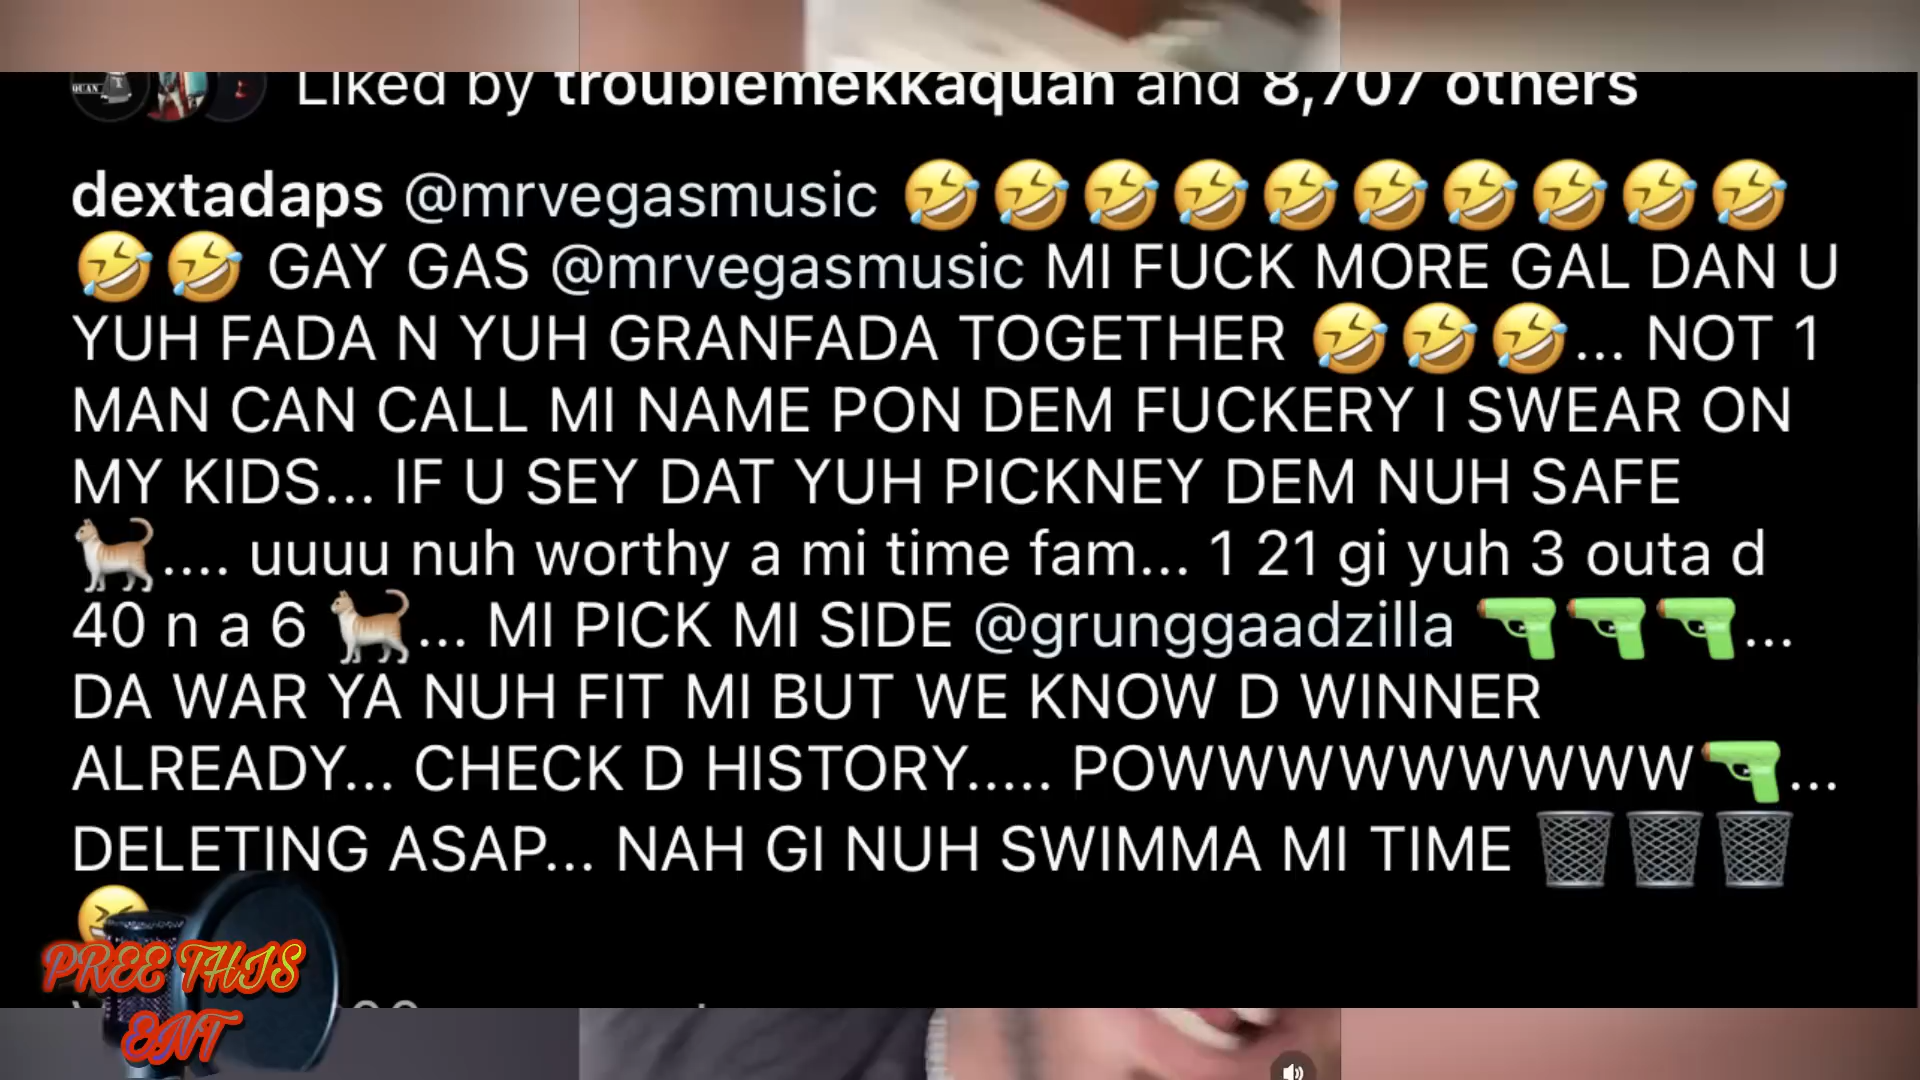 QUAN
Liked by troublemekkaquan and 8,707 others
dextadaps @mrvegasmusic 🤣🤣🤣🤣🤣🤣🤣🤣🤣🤣
🤣🤣 GAY GAS @mrvegasmusic MI FUCK MORE GAL DAN U
YUH FADA N YUH GRANFADA TOGETHER 🤣🤣🤣... NOT 1
MAN CAN CALL MI NAME PON DEM FUCKERY I SWEAR ON
MY KIDS... IF U SEY DAT YUH PICKNEY DEM NUH SAFE
🐈.... uuuu nuh worthy a mi time fam... 1 21 gi yuh 3 outa d
40 n a 6 🐈... MI PICK MI SIDE @grunggaadzilla 🔫🔫🔫...
DA WAR YA NUH FIT MI BUT WE KNOW D WINNER
ALREADY... CHECK D HISTORY..... POWWWWWWWWWW🔫...
DELETING ASAP... NAH GI NUH SWIMMA MI TIME 🗑🗑🗑
PREE THIS
ENT